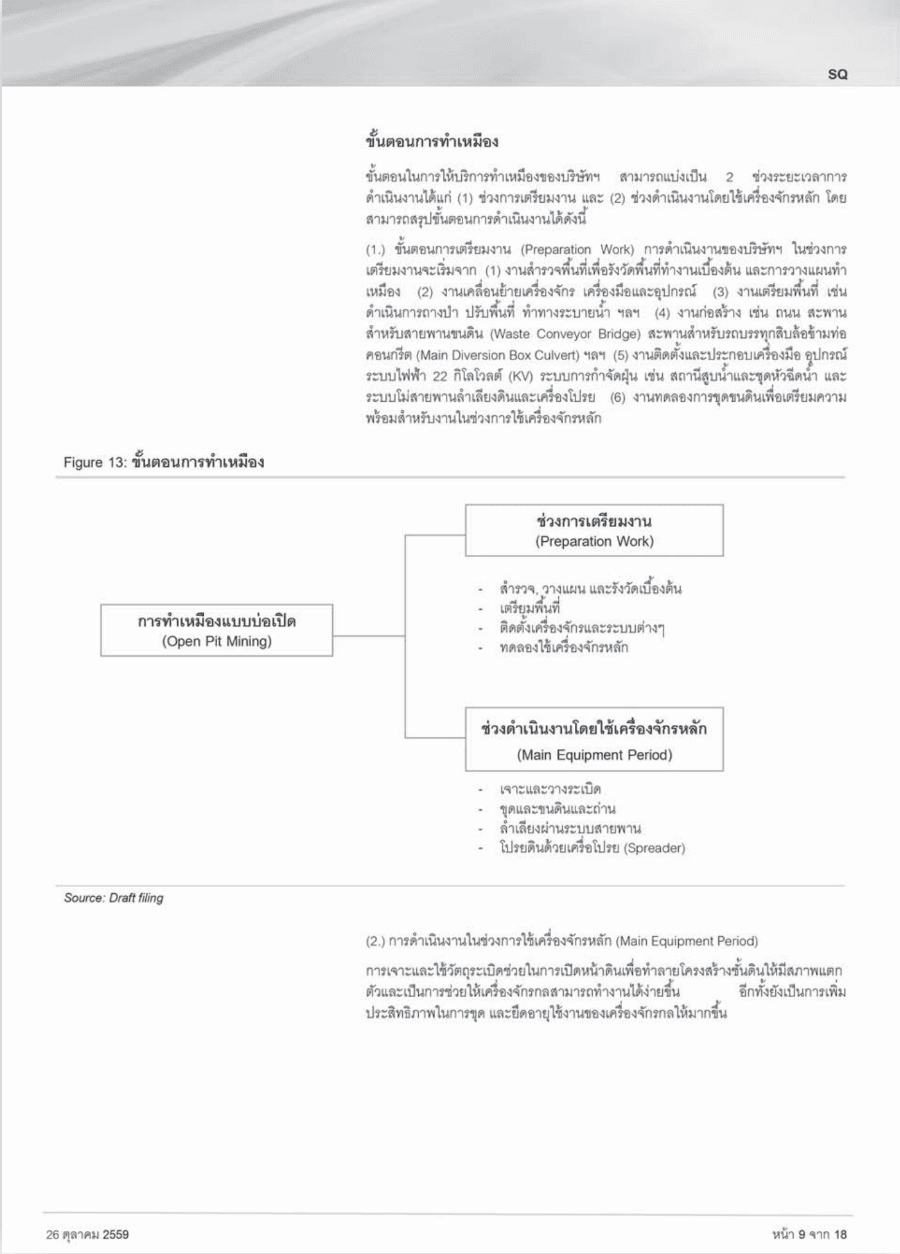 SQ
ขั้นตอนการทำเหมือง
ขั้นตอนในการให้บริการทำเหมืองของบริษัทฯ สามารถแบ่งเป็น 2 ช่วงระยะเวลาการ
ดำเนินงานได้แก่ (1) ช่วงการเตรียมงาน และ (2) ช่วงดำเนินงานโดยใช้เครื่องจักรหลัก โดย
สามารถสรุปขั้นตอนการดำเนินงานได้ดังนี้
(1.) ขั้นตอนการเตรียมงาน (Preparation Work) การดำเนินงานของบริษัทฯ ในช่วงการ
เตรียมงานจะเริ่มจาก (1) งานสำรวจพื้นที่เพื่อรังวัดพื้นที่ทำงานเบื้องต้น และการวางแผนทำ
เหมือง (2) งานเคลื่อนย้ายเครื่องจักร เครื่องมือและอุปกรณ์ (3) งานเตรียมพื้นที่ เช่น
ดำเนินการถางป่า ปรับพื้นที่ ทำทางระบายน้ำ ฯลฯ (4) งานก่อสร้าง เช่น ถนน สะพาน
สำหรับสายพานขนดิน (Waste Conveyor Bridge) สะพานสำหรับรถบรรทุกสิบล้อข้ามท่อ
คอนกรีต (Main Diversion Box Culvert) ฯลฯ (5) งานติดตั้งและประกอบเครื่องมือ อุปกรณ์
ระบบไฟฟ้า 22 กิโลโวลต์ (KV) ระบบการกำจัดฝุ่น เช่น สถานีสูบน้ำและชุดหัวฉีดน้ำ และ
ระบบโม่สายพานลำเลียงดินและเครื่องโปรย (6) งานทดลองการขุดขนดินเพื่อเตรียมความ
พร้อมสำหรับงานในช่วงการใช้เครื่องจักรหลัก
Figure 13: ขั้นตอนการทำเหมือง
การทำเหมืองแบบบ่อเปิด
(Open Pit Mining)
ช่วงการเตรียมงาน
(Preparation Work)
- สำรวจ, วางแผน และรังวัดเบื้องต้น
- เตรียมพื้นที่
- ติดตั้งเครื่องจักรและระบบต่างๆ
- ทดลองใช้เครื่องจักรหลัก
ช่วงดำเนินงานโดยใช้เครื่องจักรหลัก
(Main Equipment Period)
- เจาะและวางระเบิด
- ขุดและขนดินและถ่าน
- ลำเลียงผ่านระบบสายพาน
- โปรยดินด้วยเครื่อโปรย (Spreader)
Source: Draft filing
(2.) การดำเนินงานในช่วงการใช้เครื่องจักรหลัก (Main Equipment Period)
การเจาะและใช้วัตถุระเบิดช่วยในการเปิดหน้าดินเพื่อทำลายโครงสร้างชั้นดินให้มีสภาพแตก
ตัวและเป็นการช่วยให้เครื่องจักรกลสามารถทำงานได้ง่ายขึ้น อีกทั้งยังเป็นการเพิ่ม
ประสิทธิภาพในการขุด และยืดอายุใช้งานของเครื่องจักรกลให้มากขึ้น
26 ตุลาคม 2559
หน้า 9 จาก 18